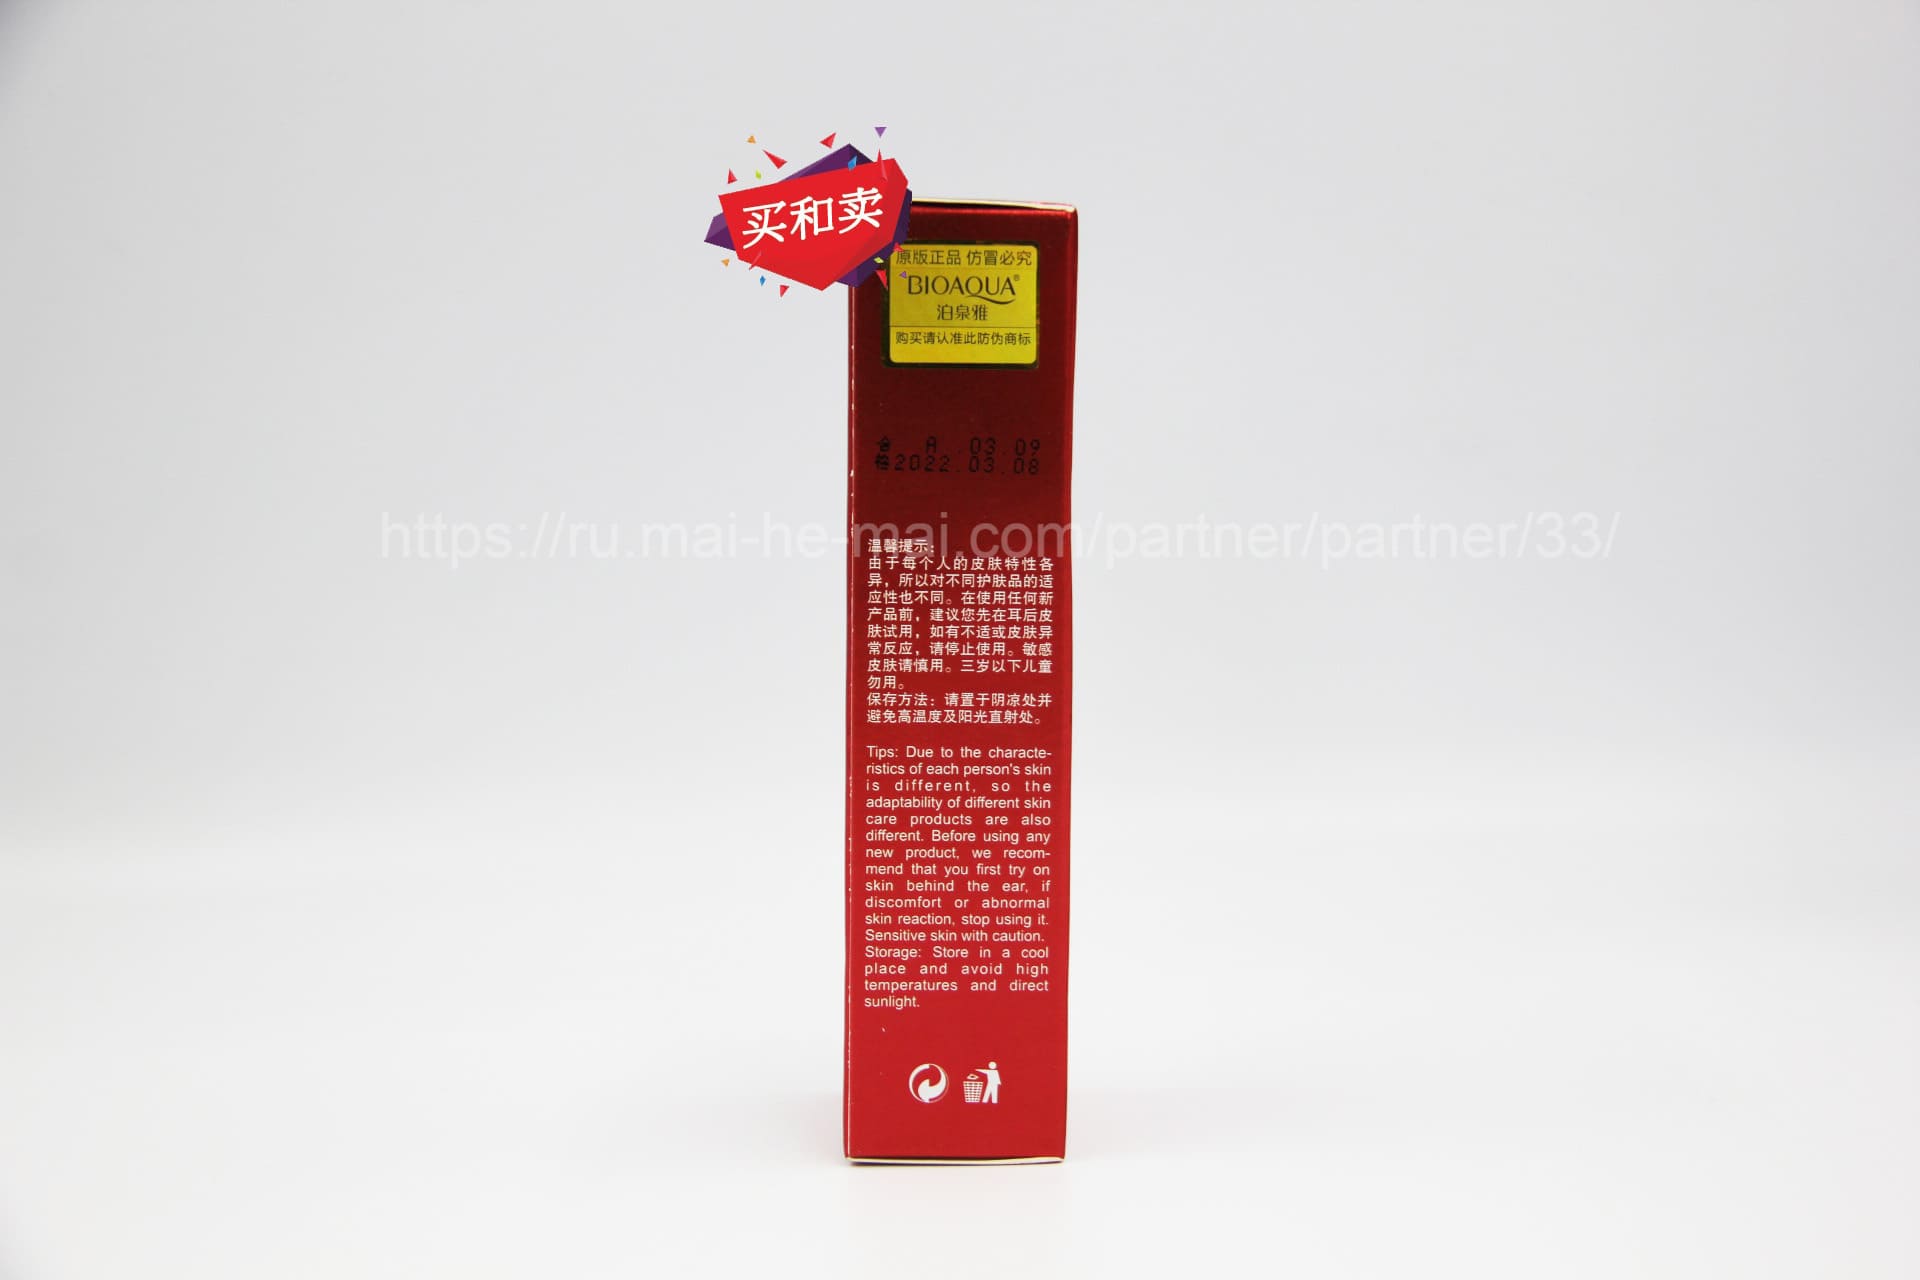 买和卖
原版正品 仿冒必究
BIOAQUA®
泊泉雅
购买请认准此防伪商标
.03.09
格2022.03.08
https://ru.mai-he-mai.com/partner/partner/33/
温馨提示:
由于每个人的皮肤特性各
异，所以对不同护肤品的适
应性也不同。在使用任何新
产品前，建议您先在耳后皮
肤试用，如有不适或皮肤异
常反应，请停止使用。敏感
皮肤请慎用。三岁以下儿童
勿用。
保存方法：请置于阴凉处并
避免高温度及阳光直射处。
Tips: Due to the characte-
ristics of each person's skin
is different, so the
adaptability of different skin
care products are also
different. Before using any
new product, we recom-
mend that you first try on
skin behind the ear, if
discomfort or abnormal
skin reaction, stop using it.
Sensitive skin with caution.
Storage: Store in a cool
place and avoid high
temperatures and direct
sunlight.